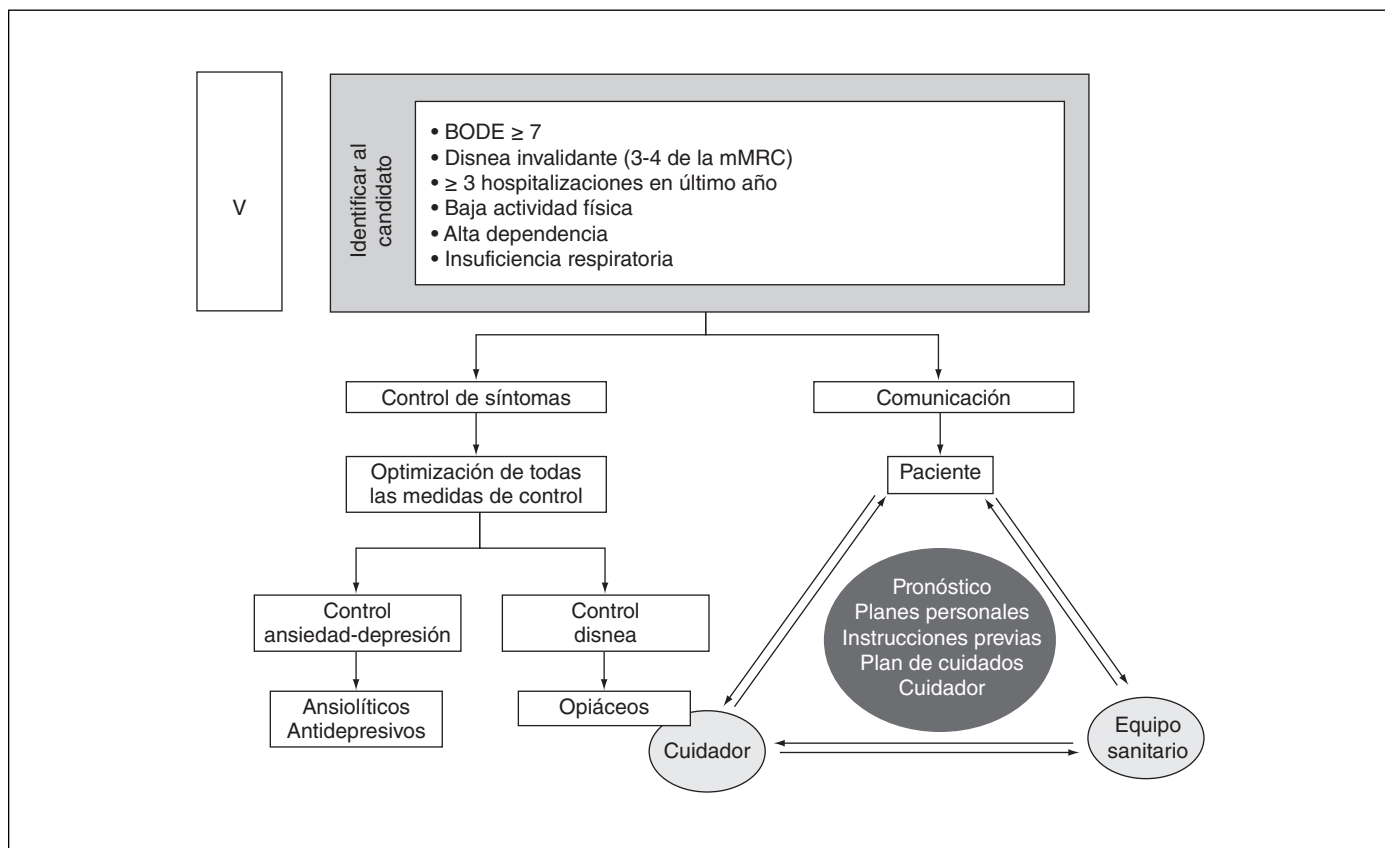 V
Identificar al
candidato
• BODE ≥ 7
• Disnea invalidante (3-4 de la mMRC)
• ≥ 3 hospitalizaciones en último año
• Baja actividad física
• Alta dependencia
• Insuficiencia respiratoria
Control de síntomas
Comunicación
Optimización de todas
las medidas de control
Paciente
Control
ansiedad-depresión
Control
disnea
Pronóstico
Planes personales
Instrucciones previas
Plan de cuidados
Cuidador
Ansiolíticos
Antidepresivos
Opiáceos
Cuidador
Equipo
sanitario